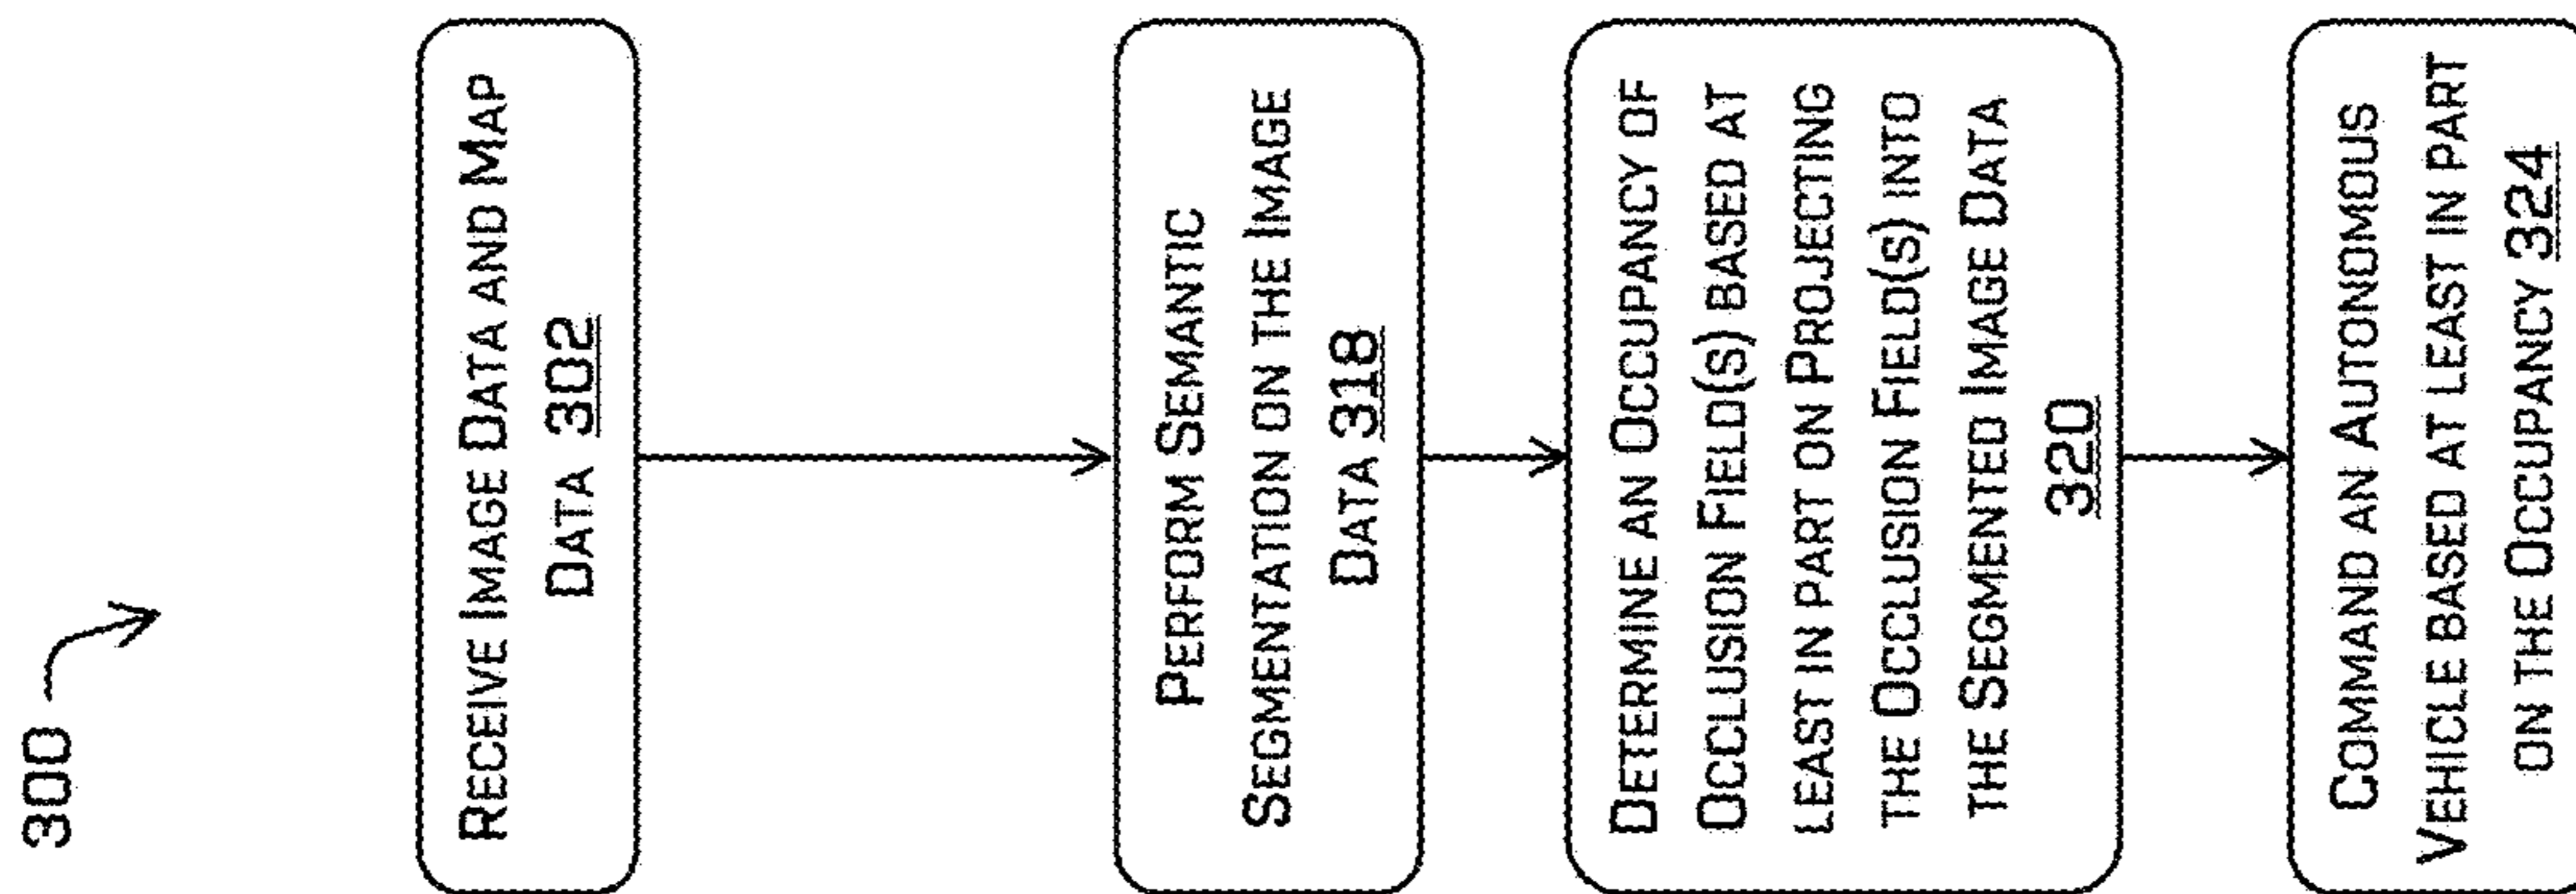 300
Receive Image Data and Map
Data 302
Perform Semantic
Segmentation on the Image
Data 318
Determine an Occupancy of
Occlusion Field(s) based at
least in part on Projecting
the Occlusion Field(s) into
the Segmented Image Data
320
Command an Autonomous
Vehicle based at least in part
on the Occupancy 324